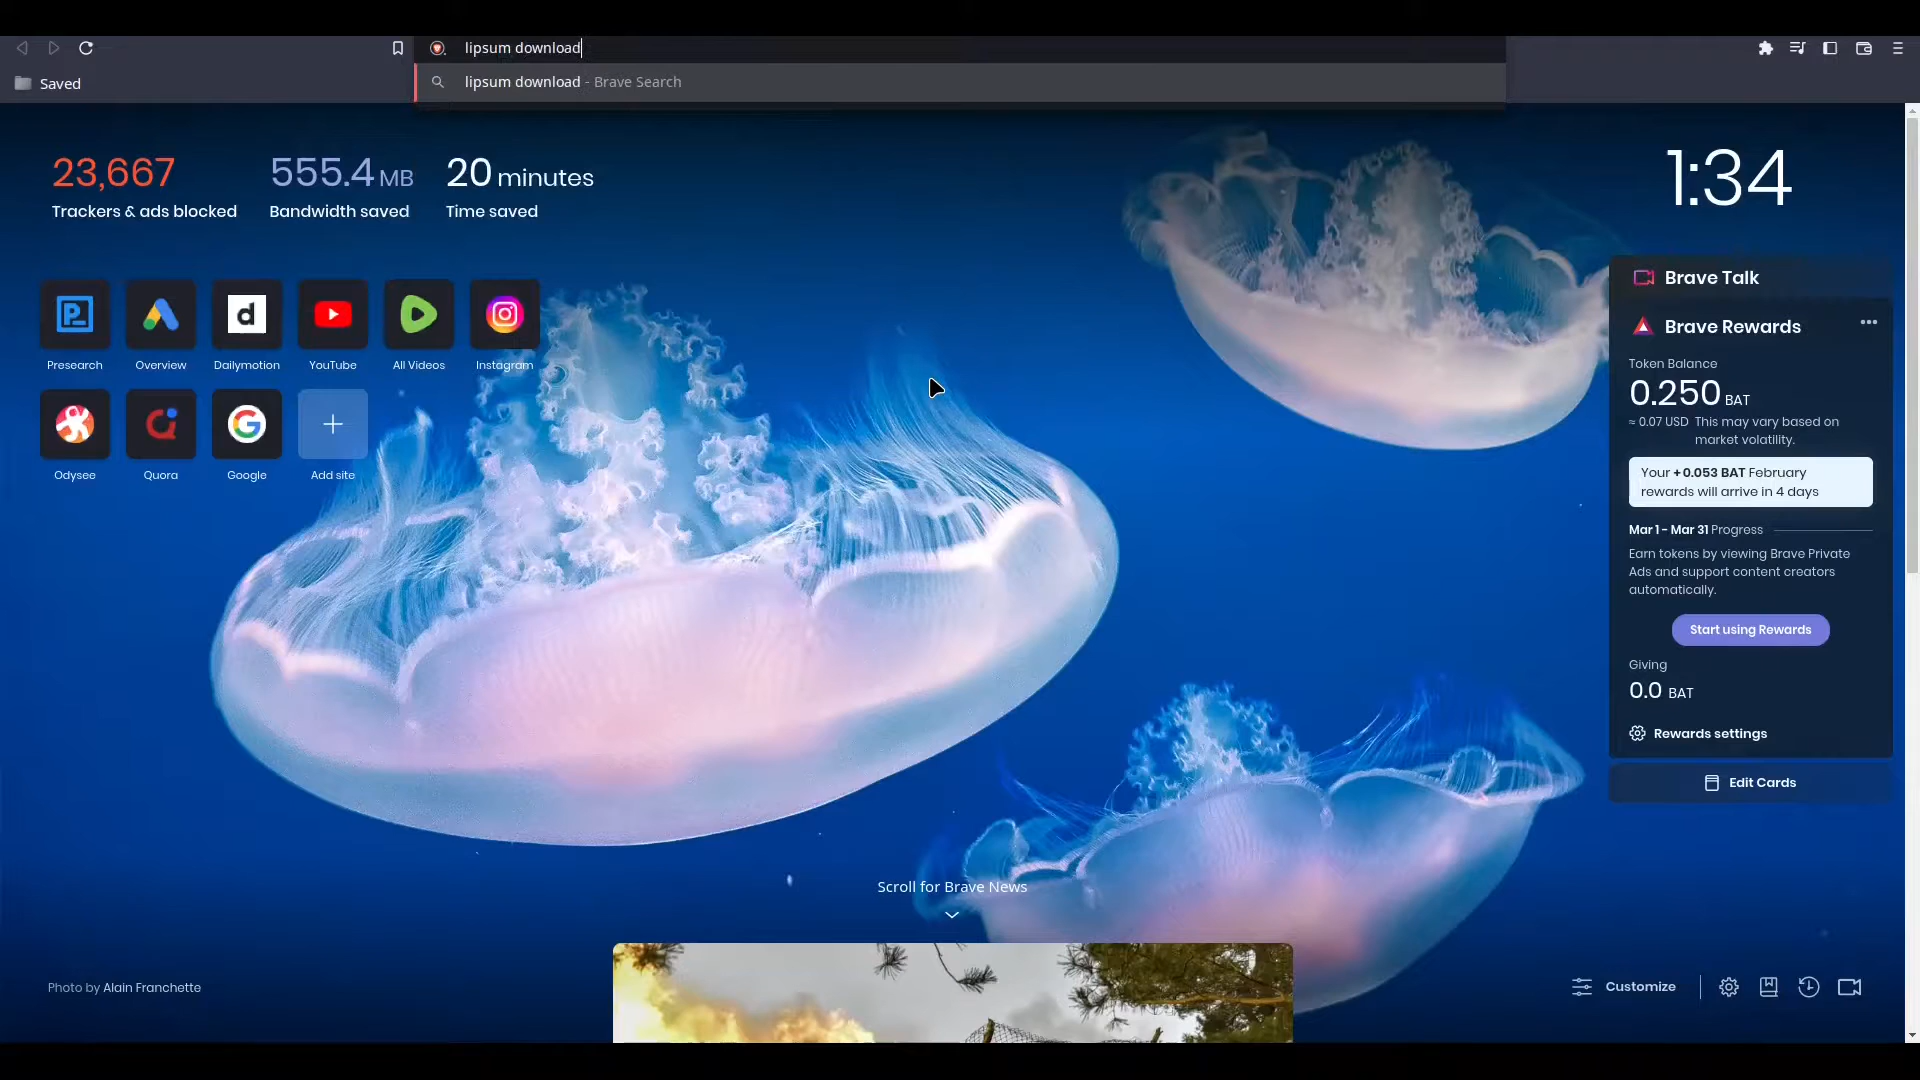 lipsum download
Saved
lipsum download - Brave Search
23,667
Trackers & ads blocked
555.4 MB
Bandwidth saved
20 minutes
Time saved
1:34
Presearch
Overview
Dailymotion
YouTube
All Videos
Instagram
Odysee
Quora
Google
Add site
Brave Talk
Brave Rewards
Token Balance
0.250 BAT
≈ 0.07 USD This may vary based on
market volatility.
Your +0.053 BAT February
rewards will arrive in 4 days
Mar 1 - Mar 31 Progress
Earn tokens by viewing Brave Private
Ads and support content creators
automatically.
Start using Rewards
Giving
0.0 BAT
Rewards settings
Edit Cards
Scroll for Brave News
Photo by Alain Franchette
Customize